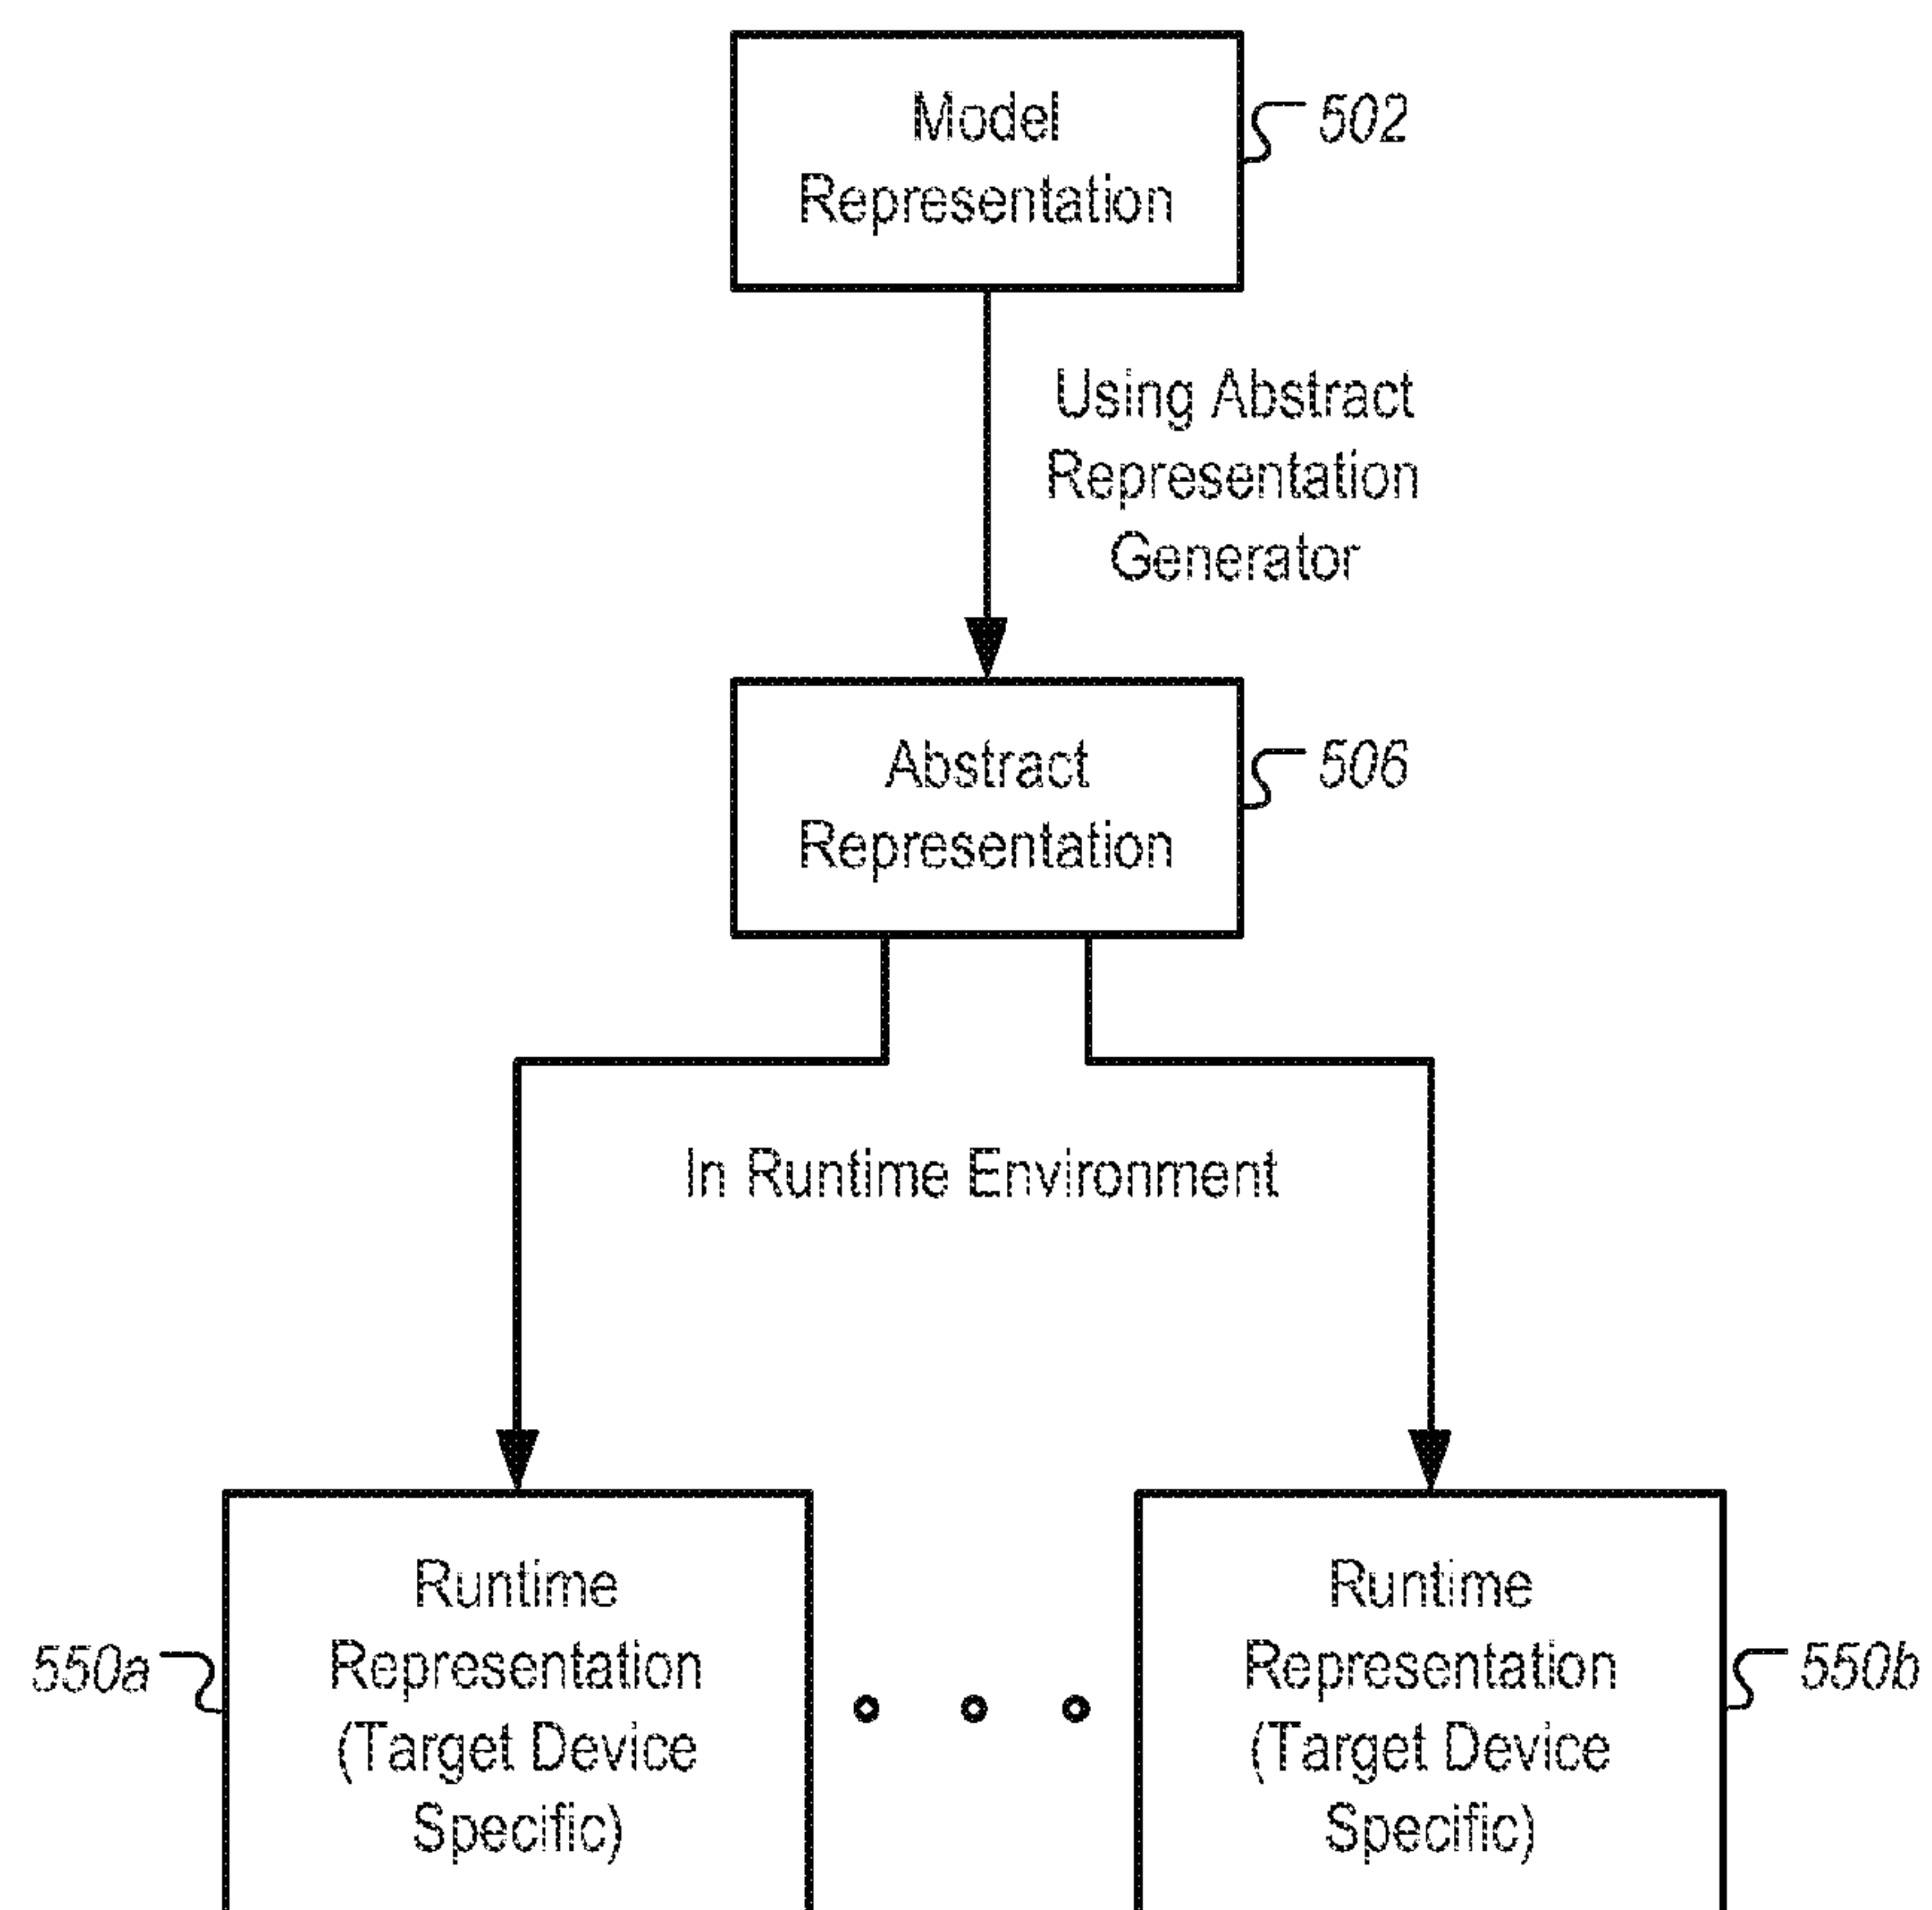 Model
Representation
502
Using Abstract
Representation
Generator
Abstract
Representation
506
In Runtime Environment
Runtime
Representation
(Target Device
Specific)
550a
Runtime
Representation
(Target Device
Specific)
550b